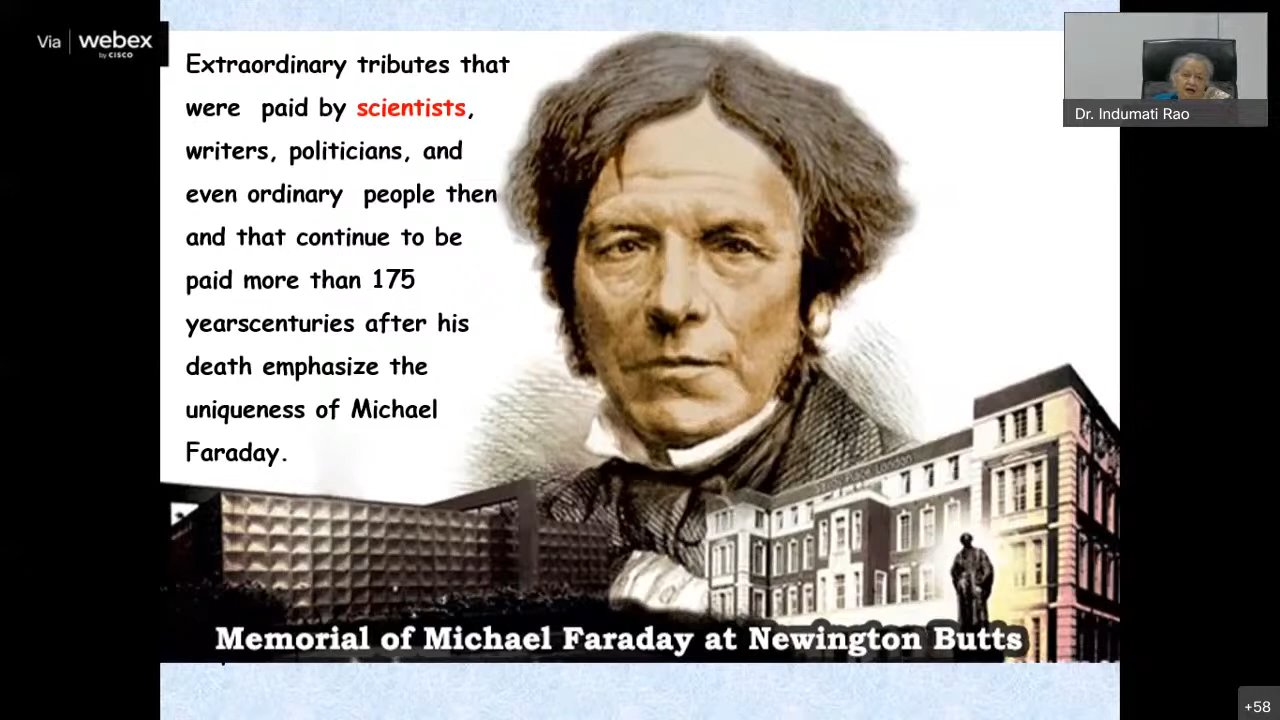 Via webex
by CISCO
Extraordinary tributes that
were paid by scientists,
writers, politicians, and
even ordinary people then
and that continue to be
paid more than 175
yearscenturies after his
death emphasize the
uniqueness of Michael
Faraday.
Dr. Indumati Rao
Memorial of Michael Faraday at Newington Butts
+58